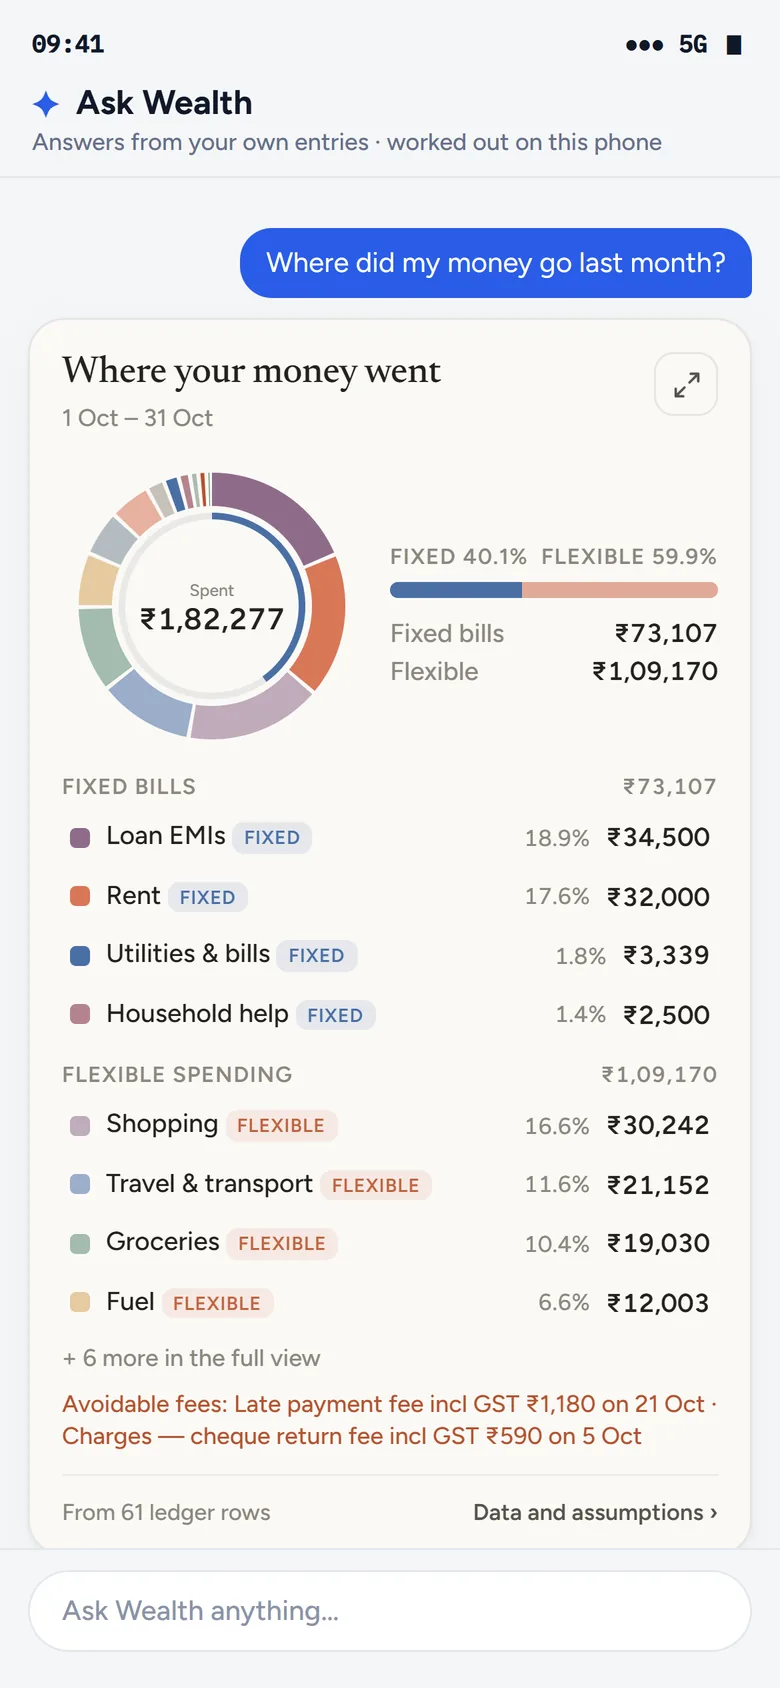 09:41
●●● 5G
Ask Wealth
Answers from your own entries · worked out on this phone
Where did my money go last month?
Where your money went
1 Oct – 31 Oct
Spent
₹1,82,277
FIXED 40.1% FLEXIBLE 59.9%
Fixed bills ₹73,107
Flexible ₹1,09,170
FIXED BILLS ₹73,107
Loan EMIs FIXED 18.9% ₹34,500
Rent FIXED 17.6% ₹32,000
Utilities & bills FIXED 1.8% ₹3,339
Household help FIXED 1.4% ₹2,500
FLEXIBLE SPENDING ₹1,09,170
Shopping FLEXIBLE 16.6% ₹30,242
Travel & transport FLEXIBLE 11.6% ₹21,152
Groceries FLEXIBLE 10.4% ₹19,030
Fuel FLEXIBLE 6.6% ₹12,003
+ 6 more in the full view
Avoidable fees: Late payment fee incl GST ₹1,180 on 21 Oct ·
Charges — cheque return fee incl GST ₹590 on 5 Oct
From 61 ledger rows Data and assumptions ›
Ask Wealth anything...